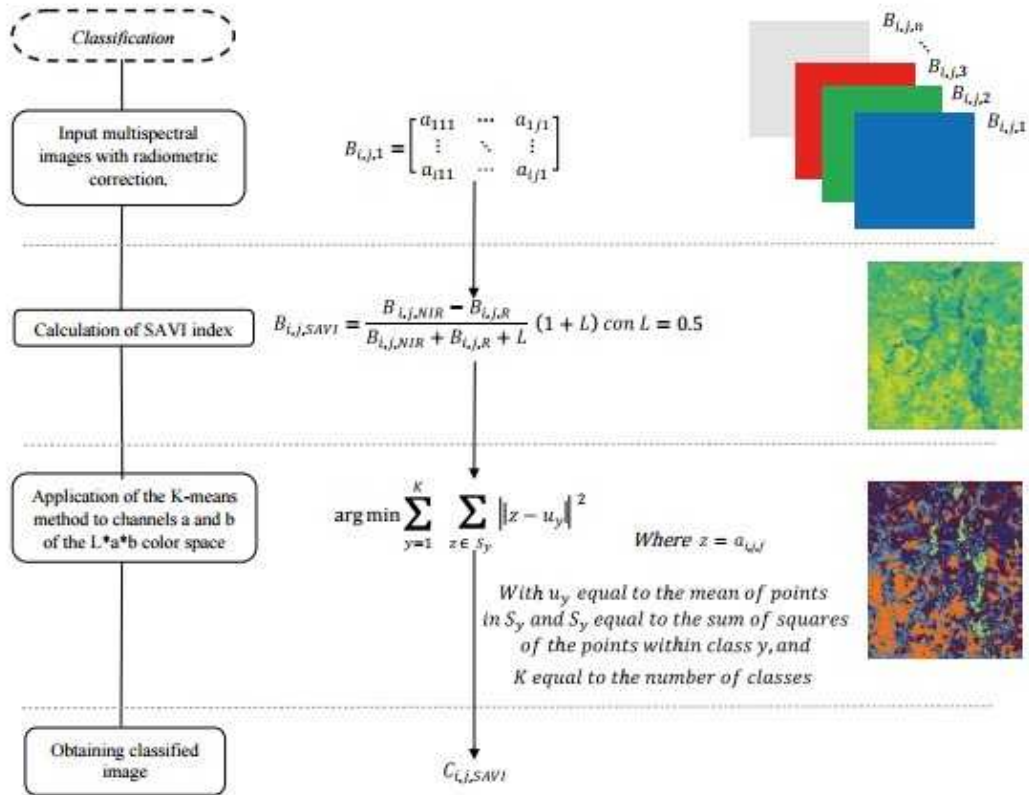 Classification
B_{i,j,n}
⋱
B_{i,j,3}
B_{i,j,2}
B_{i,j,1}
Input multispectral
images with radiometric
correction.
B_{i,j,1} = [a_{111} ⋯ a_{1j1}
⋮ ⋱ ⋮
a_{i11} ⋯ a_{ij1}]
Calculation of SAVI index
B_{i,j,SAVI} = \frac{B_{i,j,NIR} − B_{i,j,R}}{B_{i,j,NIR} + B_{i,j,R} + L} (1 + L) con L = 0.5
Application of the K-means
method to channels a and b
of the L*a*b color space
arg min \sum_{y=1}^{K} \sum_{z∈ S_y} ‖z − u_y‖^2
Where z = a_{i,j,j}
With u_y equal to the mean of points
in S_y and S_y equal to the sum of squares
of the points within class y, and
K equal to the number of classes
Obtaining classified
image
C_{i,j,SAVI}